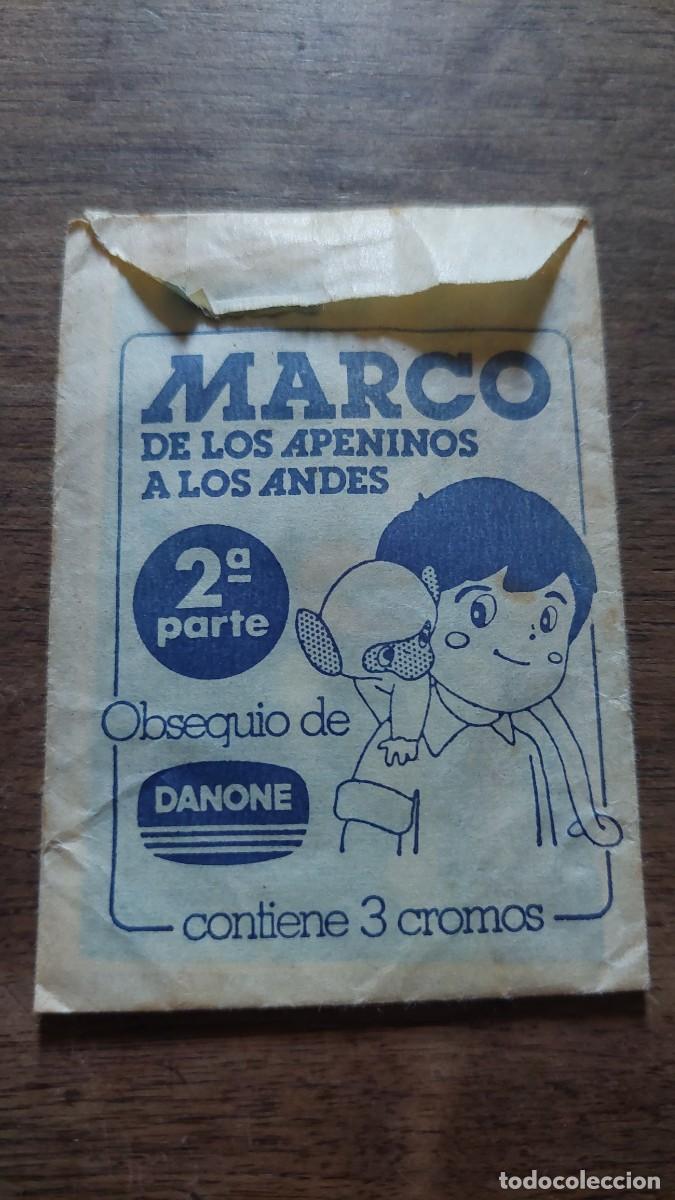 MARCO
DE LOS APENINOS
A LOS ANDES
2ª
parte
Obsequio de
DANONE
contiene 3 cromos
todocoleccion